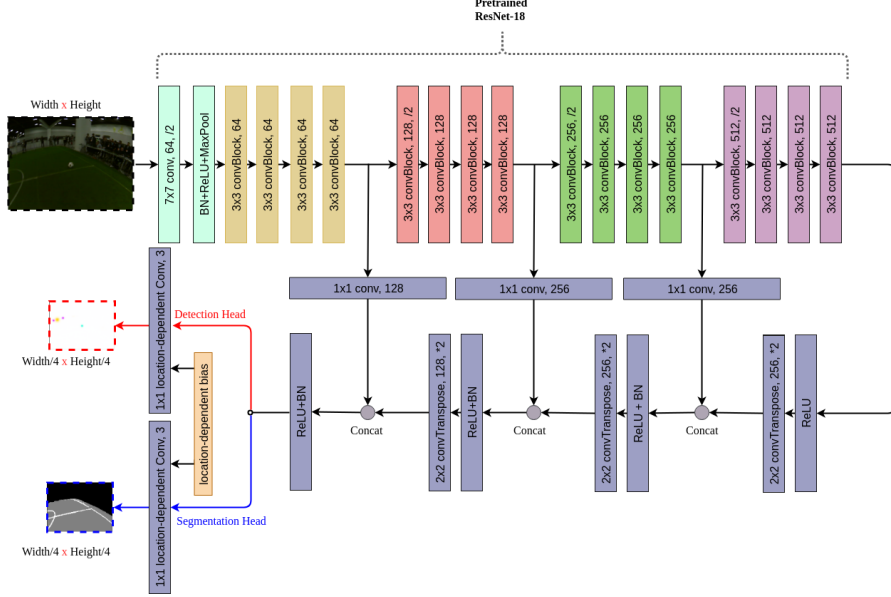 Pretrained
ResNet-18
Width x Height
7x7 conv, 64, /2
BN+ReLU+MaxPool
3x3 convBlock, 64
3x3 convBlock, 64
3x3 convBlock, 64
3x3 convBlock, 64
3x3 convBlock, 128, /2
3x3 convBlock, 128
3x3 convBlock, 128
3x3 convBlock, 128
3x3 convBlock, 256, /2
3x3 convBlock, 256
3x3 convBlock, 256
3x3 convBlock, 256
3x3 convBlock, 512, /2
3x3 convBlock, 512
3x3 convBlock, 512
3x3 convBlock, 512
1x1 conv, 128
1x1 conv, 256
1x1 conv, 256
1x1 location-dependent Conv, 3
Detection Head
Width/4 x Height/4
location-dependent bias
ReLU+BN
Concat
2x2 convTranspose, 128, *2
ReLU+BN
Concat
2x2 convTranspose, 256, *2
ReLU + BN
Concat
2x2 convTranspose, 256, *2
ReLU
1x1 location-dependent Conv, 3
Segmentation Head
Width/4 x Height/4